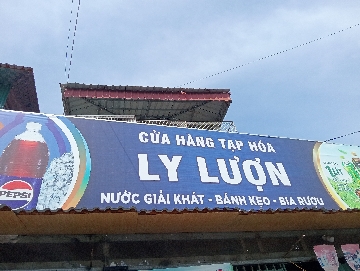 CỬA HÀNG TẠP HÓA
LY LƯỢN
NƯỚC GIẢI KHÁT - BÁNH KẸO - BIA RƯỢU
PEPSI